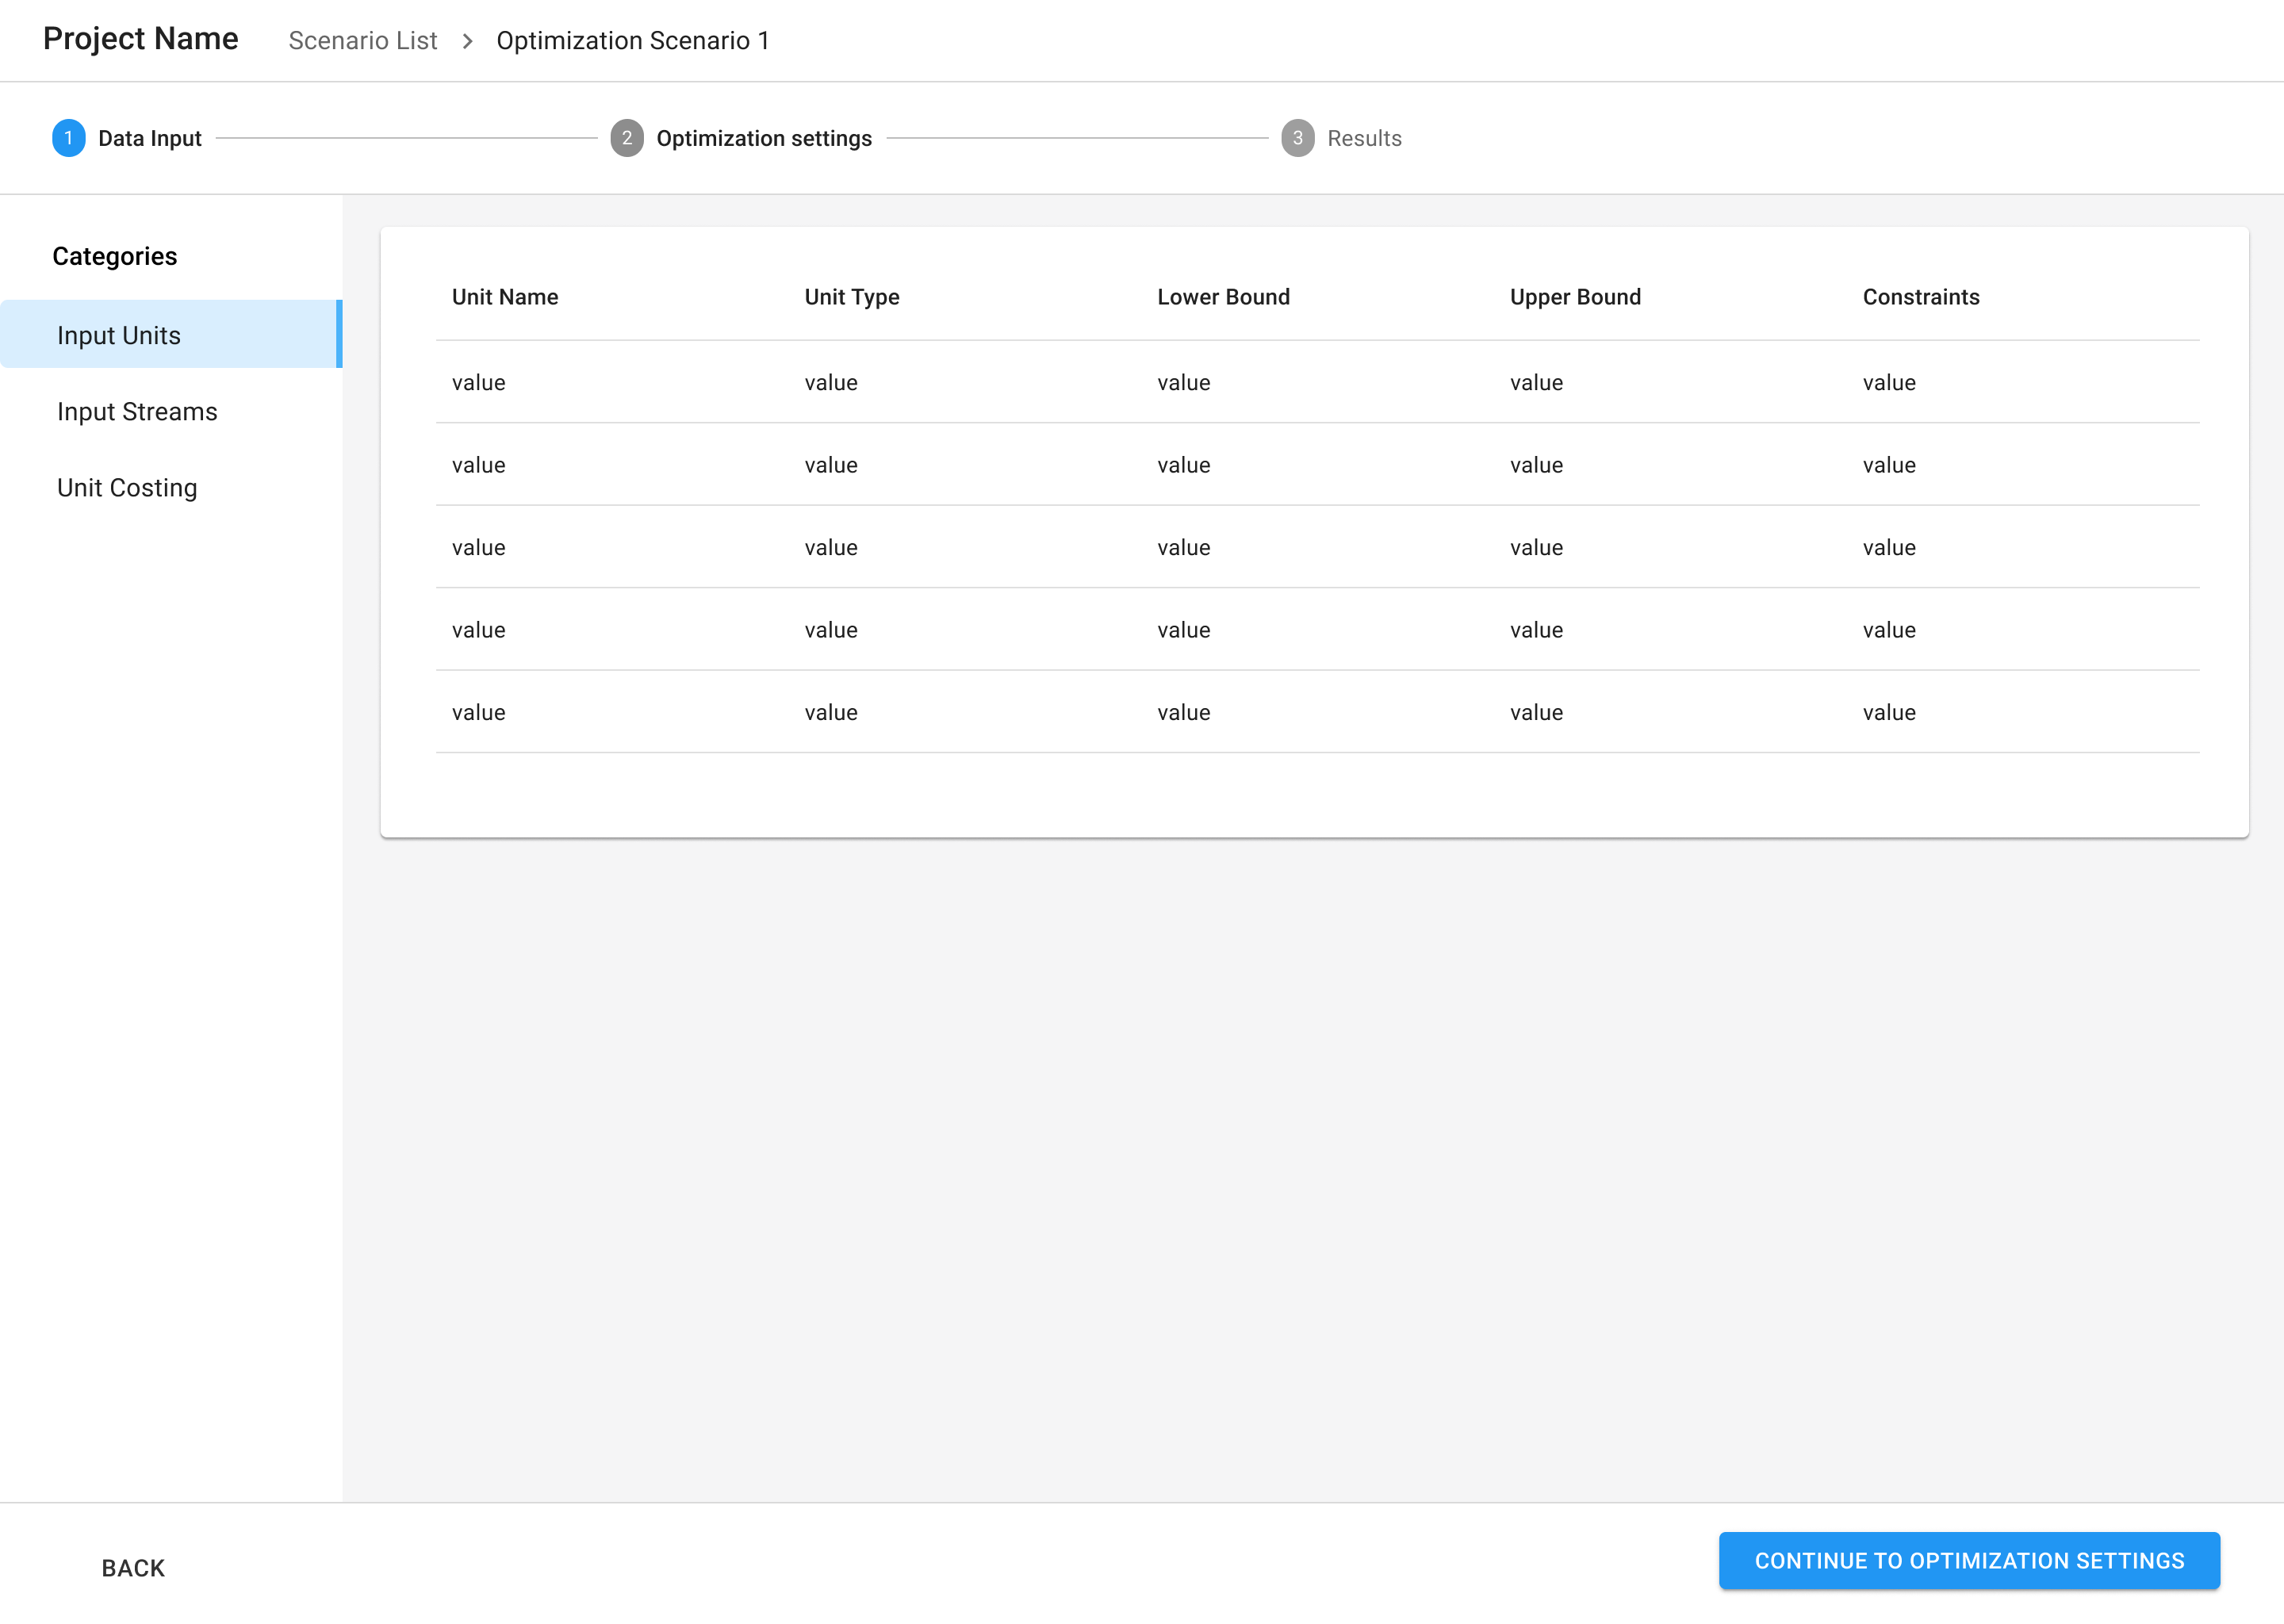 Project Name Scenario List > Optimization Scenario 1
1 Data Input 2 Optimization settings 3 Results
Categories
Input Units
Input Streams
Unit Costing
Unit Name Unit Type Lower Bound Upper Bound Constraints
value value value value value
value value value value value
value value value value value
value value value value value
value value value value value
BACK CONTINUE TO OPTIMIZATION SETTINGS